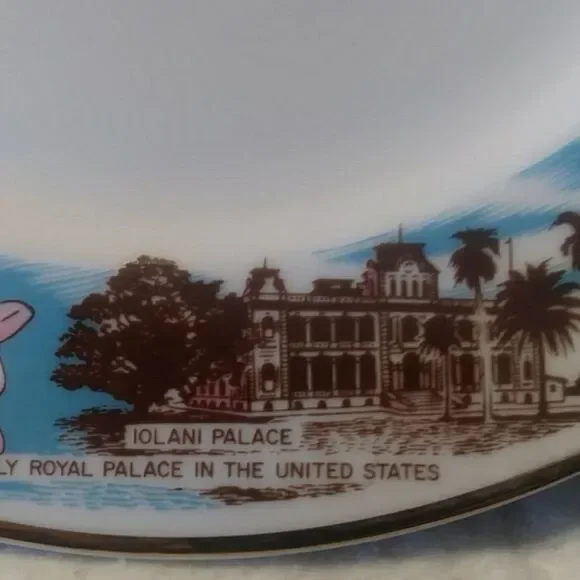 IOLANI PALACE
LY ROYAL PALACE IN THE UNITED STATES